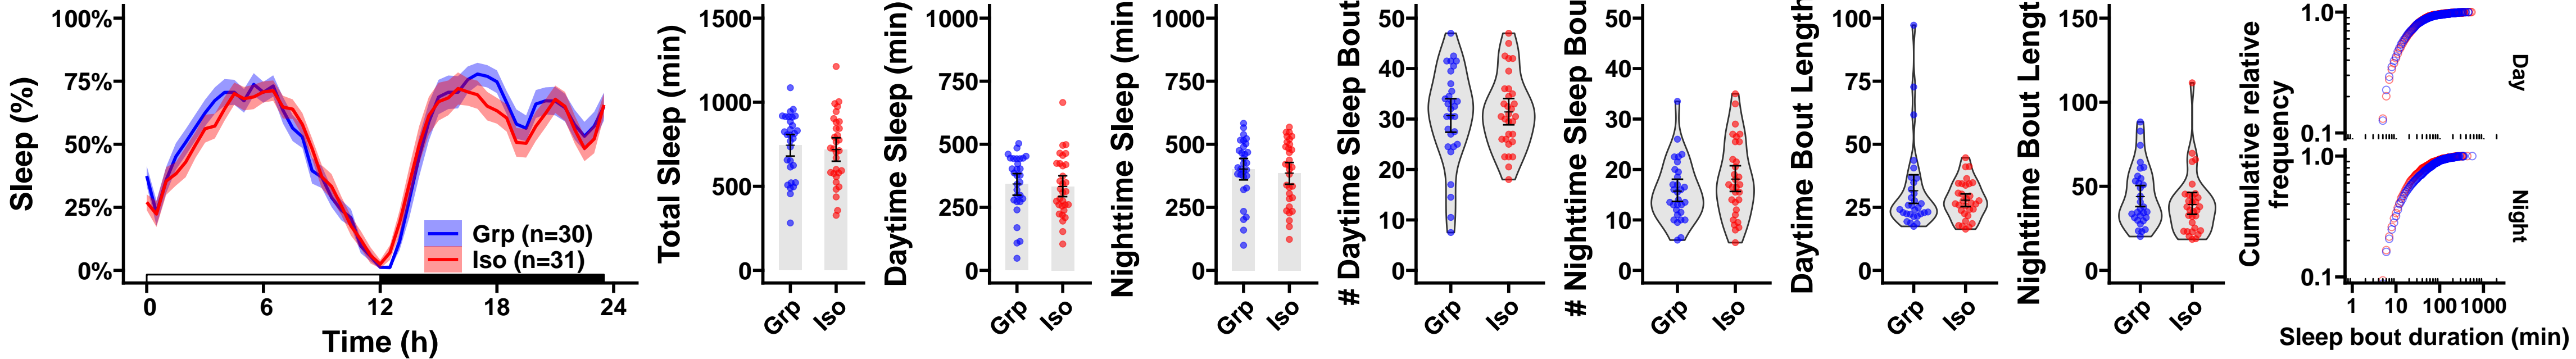 Sleep (%)
100%
75%
50%
25%
0%
Grp (n=30)
Iso (n=31)
0 6 12 18 24
Time (h)
Total Sleep (min)
1500
1000
500
0
Grp Iso
Daytime Sleep (min)
1000
750
500
250
0
Grp Iso
Nighttime Sleep (min
1000
750
500
250
0
Grp Iso
# Daytime Sleep Bout
50
40
30
20
10
0
Grp Iso
# Nighttime Sleep Bou
50
40
30
20
10
0
Grp Iso
Daytime Bout Length
100
75
50
25
0
Grp Iso
Nighttime Bout Lengt
150
100
50
0
Grp Iso
Cumulative relative
frequency
1.0
0.1
Day
1.0
0.1
Night
1 10 100 1000
Sleep bout duration (min)